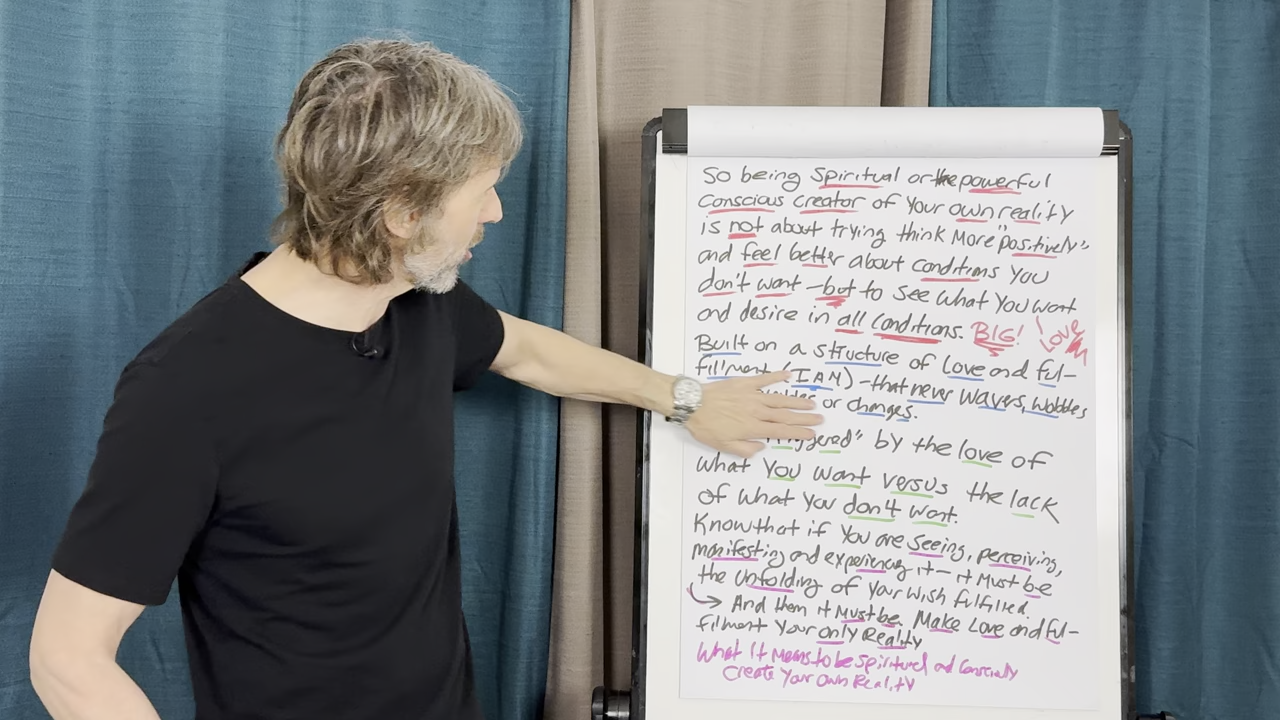 So being Spiritual or the powerful
Conscious creator of Your own reality
is not about trying think More "positively"
and feel better about conditions You
don't want - but to see what You want
and desire in all conditions. BIG! Love
Built on a structure of Love and ful-
fillment (I AM) - that never Wavers, Wobbles
or changes.
by the love of
what You want versus the lack
of what you don't want.
Know that if You are seeing, perceiving,
manifesting and experiencing it - it Must be
the unfolding of Your wish fulfilled.
And then it Must be. Make Love and ful-
filment Your only Reality
What It Means to be Spiritual and Consciously
Create Your Own Reality